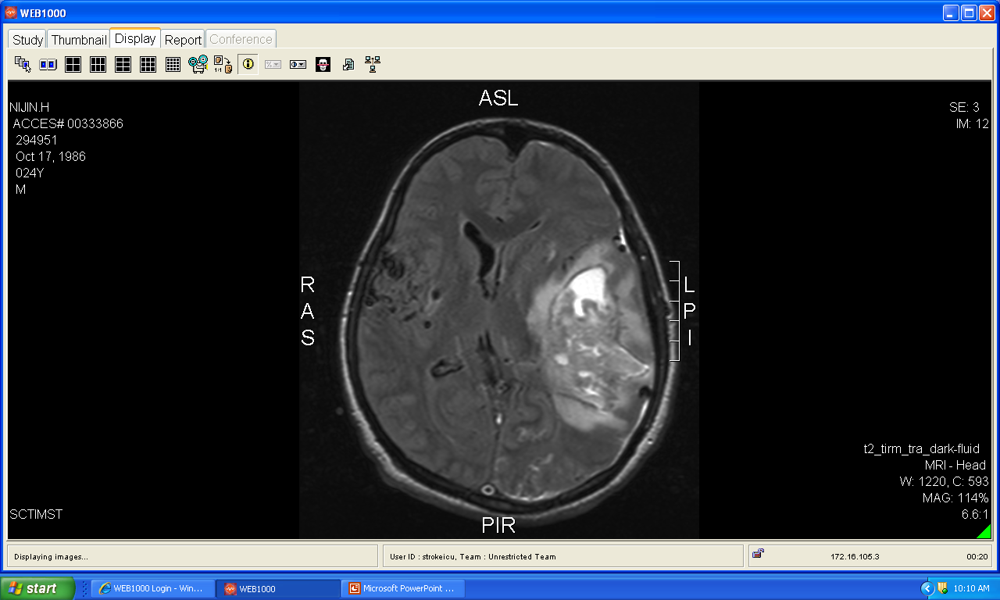 WEB1000
Study Thumbnail Display Report Conference
1:1
ASL
NIJIN.H
ACCES# 00333866
294951
Oct 17, 1986
024Y
M
SE: 3
IM: 12
R
A
S
L
P
I
t2_tirm_tra_dark-fluid
MRI - Head
W: 1220, C: 593
MAG: 114%
6.6:1
SCTIMST
PIR
Displaying images...
User ID : strokeicu, Team : Unrestricted Team
172.16.105.3
00:20
start
WEB1000 Login - Win...
WEB1000
Microsoft PowerPoint ...
10:10 AM